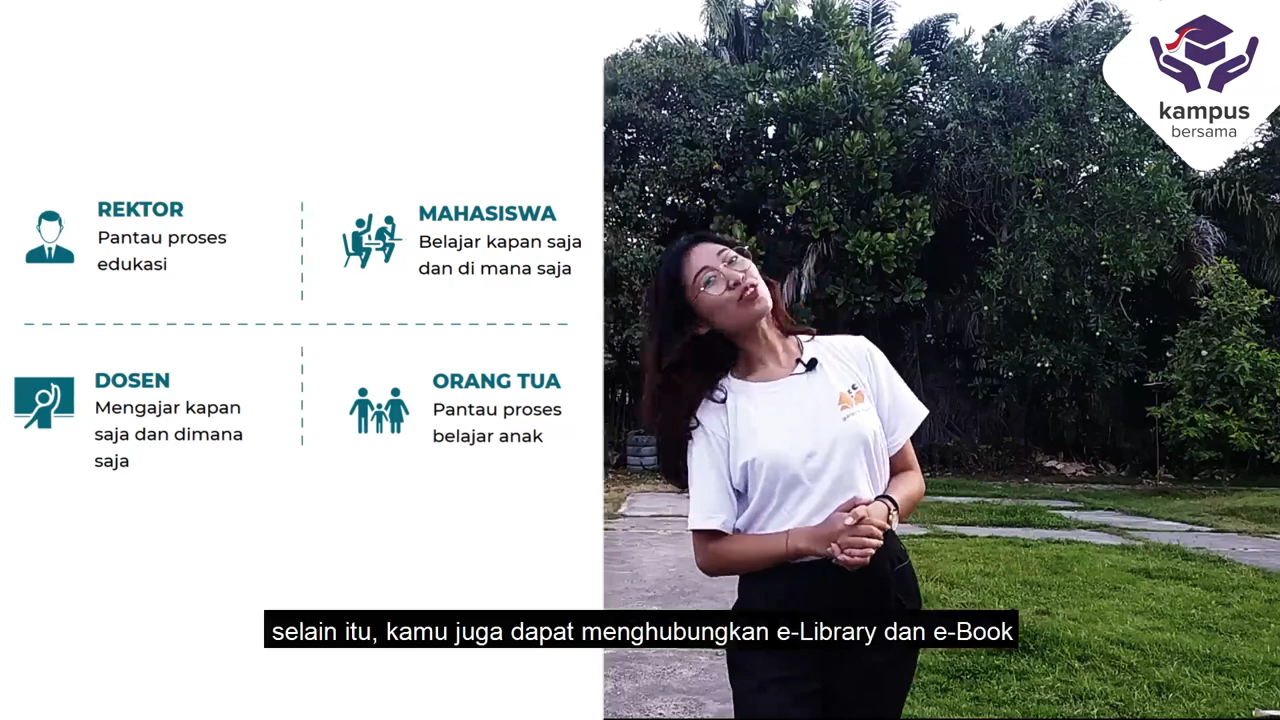 kampus
bersama
REKTOR
Pantau proses
edukasi
MAHASISWA
Belajar kapan saja
dan di mana saja
DOSEN
Mengajar kapan
saja dan dimana
saja
ORANG TUA
Pantau proses
belajar anak
selain itu, kamu juga dapat menghubungkan e-Library dan e-Book